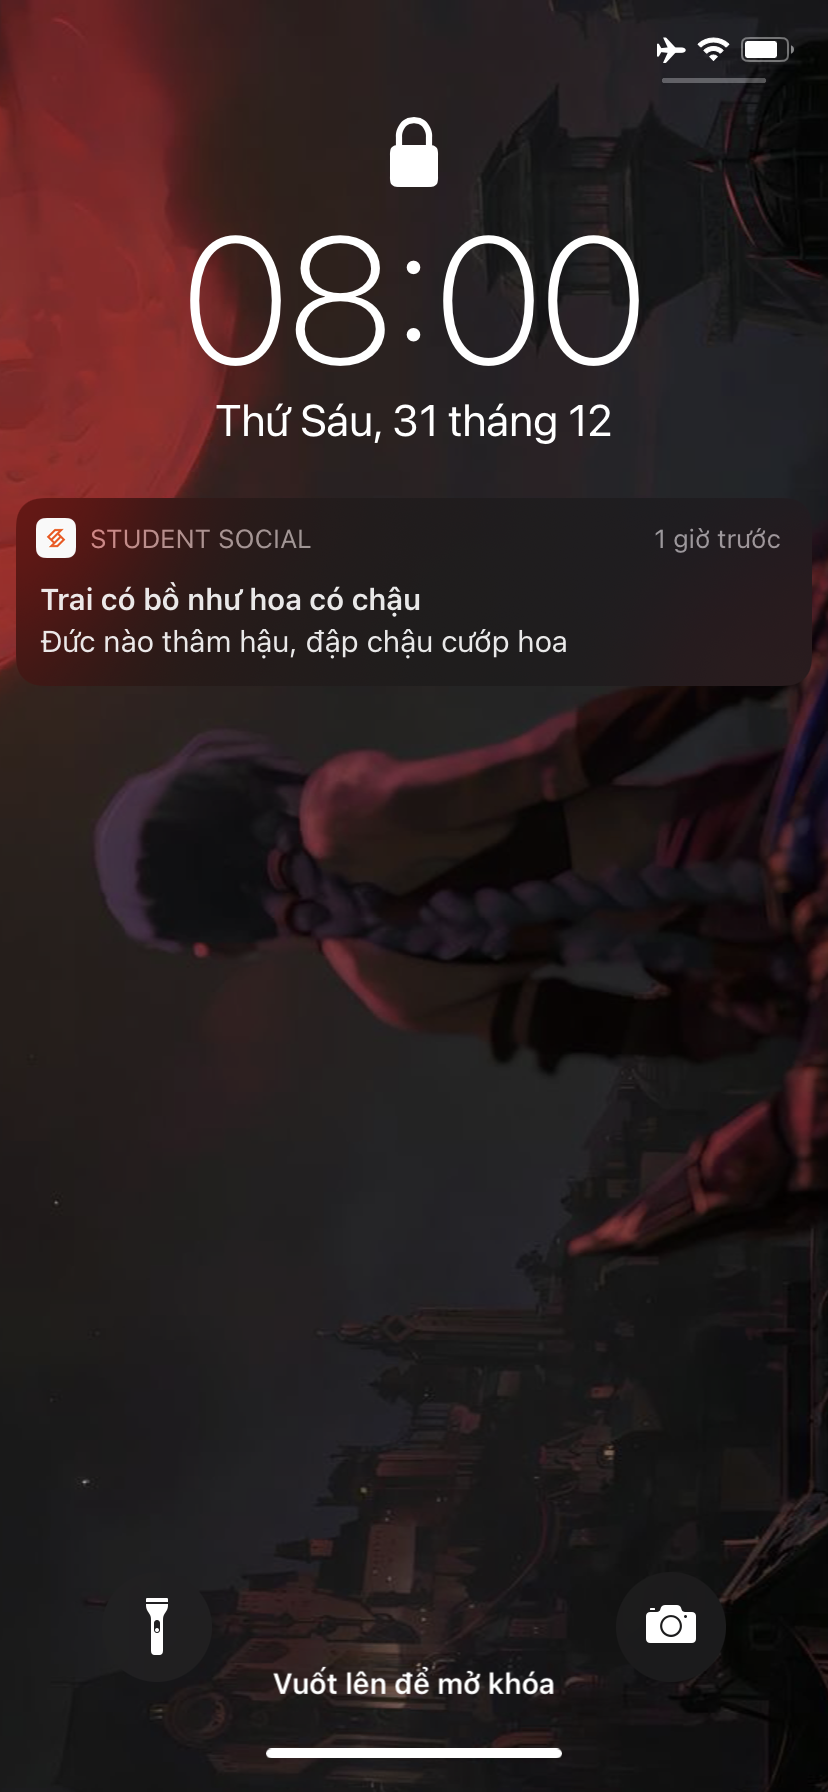 08:00
Thứ Sáu, 31 tháng 12
STUDENT SOCIAL
1 giờ trước
Trai có bồ như hoa có chậu
Đức nào thâm hậu, đập chậu cướp hoa
Vuốt lên để mở khóa